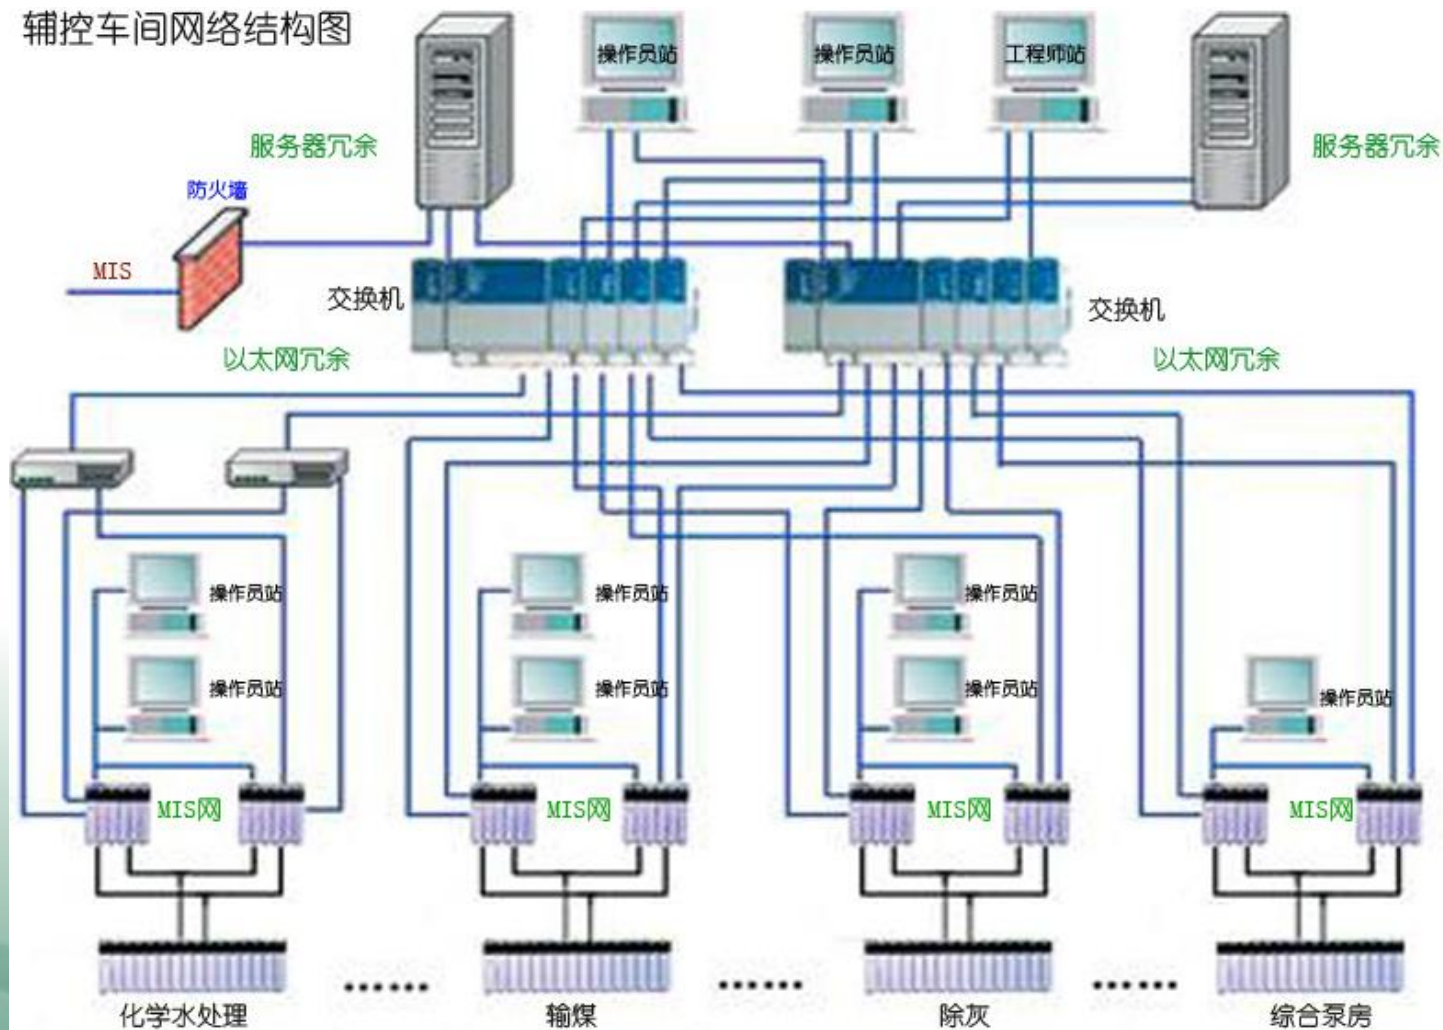 辅控车间网络结构图
操作员站
操作员站
工程师站
服务器冗余
服务器冗余
防火墙
MIS
交换机
交换机
以太网冗余
以太网冗余
操作员站
操作员站
操作员站
操作员站
操作员站
操作员站
操作员站
MIS网
MIS网
MIS网
MIS网
......
......
......
化学水处理
输煤
除灰
综合泵房